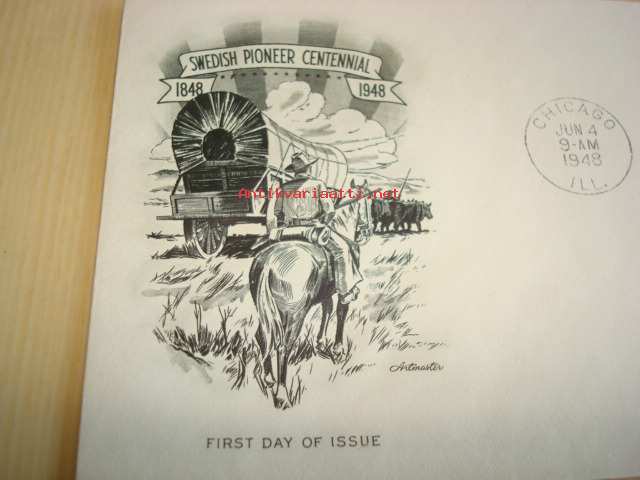 SWEDISH PIONEER CENTENNIAL
1848 1948
CHICAGO
JUN 4
9-AM
1948
ILL.
Antikvariaatti.net
Artmaster
FIRST DAY OF ISSUE